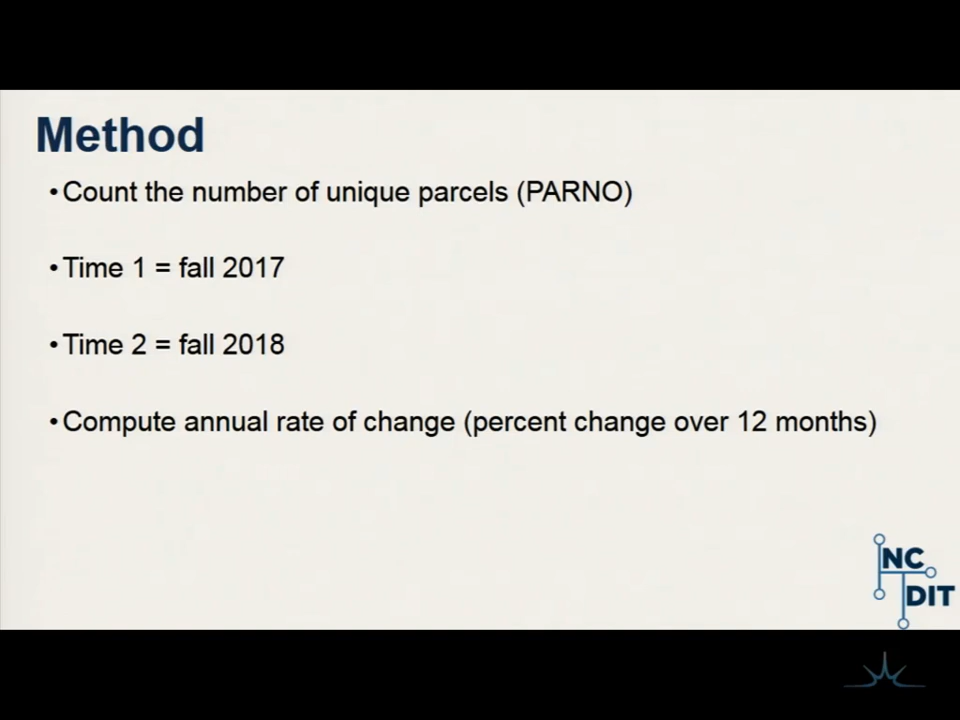 Method
•Count the number of unique parcels (PARNO)
•Time 1 = fall 2017
•Time 2 = fall 2018
•Compute annual rate of change (percent change over 12 months)
NC
DIT